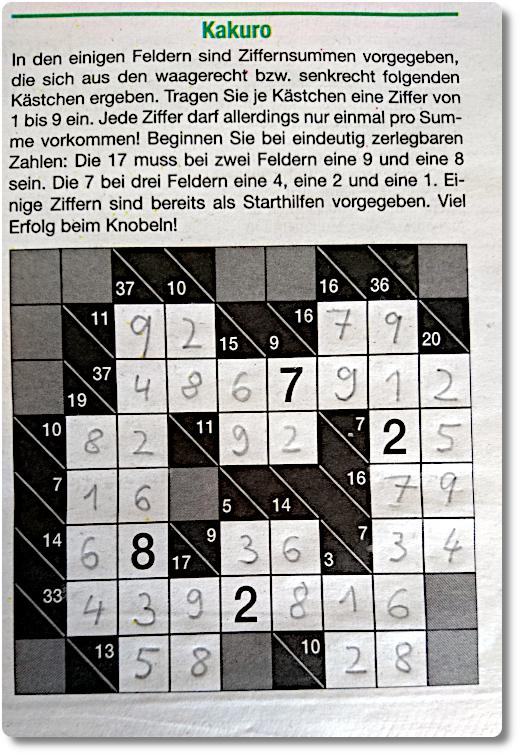 Kakuro
In den einigen Feldern sind Ziffernsummen vorgegeben,
die sich aus den waagerecht bzw. senkrecht folgenden
Kästchen ergeben. Tragen Sie je Kästchen eine Ziffer von
1 bis 9 ein. Jede Ziffer darf allerdings nur einmal pro Sum-
me vorkommen! Beginnen Sie bei eindeutig zerlegbaren
Zahlen: Die 17 muss bei zwei Feldern eine 9 und eine 8
sein. Die 7 bei drei Feldern eine 4, eine 2 und eine 1. Ei-
nige Ziffern sind bereits als Starthilfen vorgegeben. Viel
Erfolg beim Knobeln!
37 10 16 36
11 9 2 15 9 16 7 9 20
19 37 4 8 6 7 9 1 2
10 8 2 11 9 2 7 2 5
7 1 6 5 14 16 7 9
14 6 8 17 9 3 6 3 7 3 4
33 4 3 9 2 8 1 6
13 5 8 10 2 8